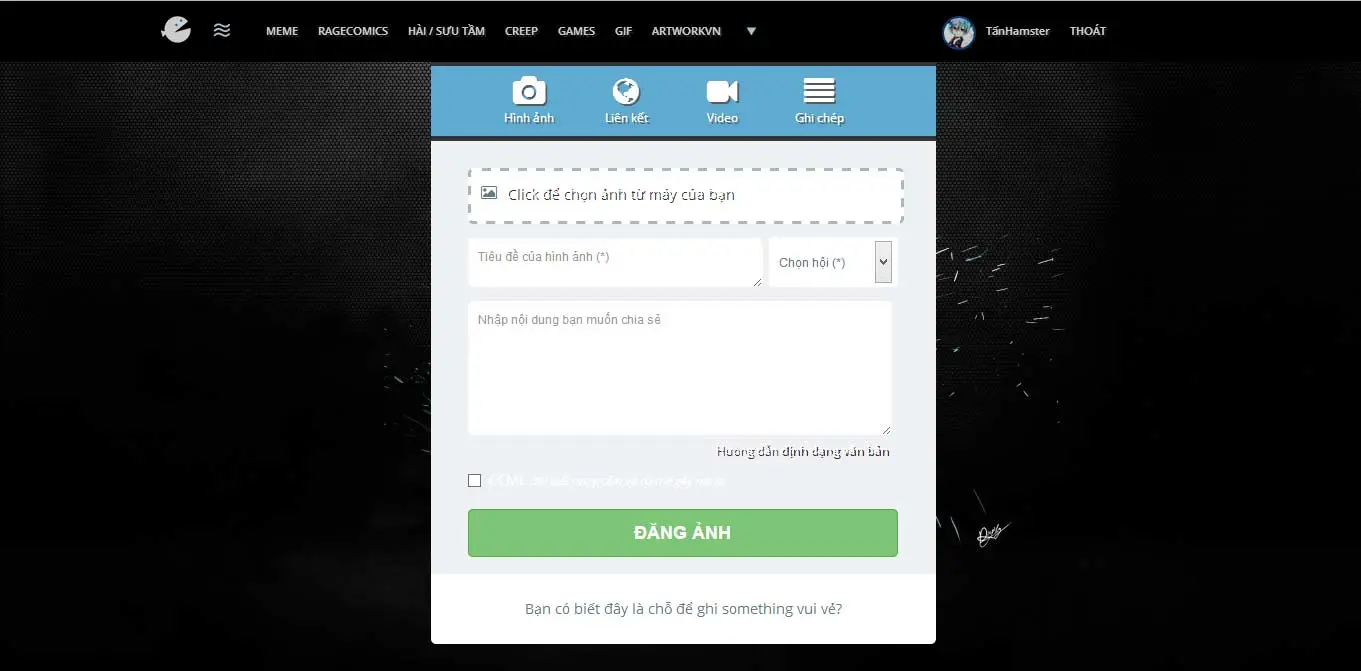 MEME RAGECOMICS HÀI / SƯU TẦM CREEP GAMES GIF ARTWORKVN ▼ TấnHamster THOÁT
Hình ảnh Liên kết Video Ghi chép
Click để chọn ảnh từ máy của bạn
Tiêu đề của hình ảnh (*) Chọn hội (*)
Nhập nội dung bạn muốn chia sẽ
Hướng dẫn định dạng văn bản
ĐĂNG ẢNH
Bạn có biết đây là chỗ để ghi something vui vẻ?